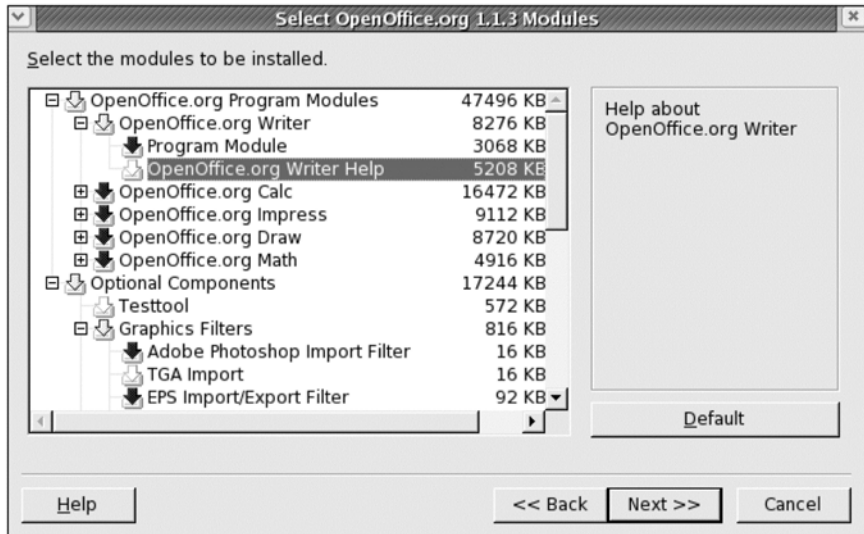 Select OpenOffice.org 1.1.3 Modules
Select the modules to be installed.
OpenOffice.org Program Modules 47496 KB
OpenOffice.org Writer 8276 KB
Program Module 3068 KB
OpenOffice.org Writer Help 5208 KB
OpenOffice.org Calc 16472 KB
OpenOffice.org Impress 9112 KB
OpenOffice.org Draw 8720 KB
OpenOffice.org Math 4916 KB
Optional Components 17244 KB
Testtool 572 KB
Graphics Filters 816 KB
Adobe Photoshop Import Filter 16 KB
TGA Import 16 KB
EPS Import/Export Filter 92 KB
Help about
OpenOffice.org Writer
Default
Help << Back Next >> Cancel